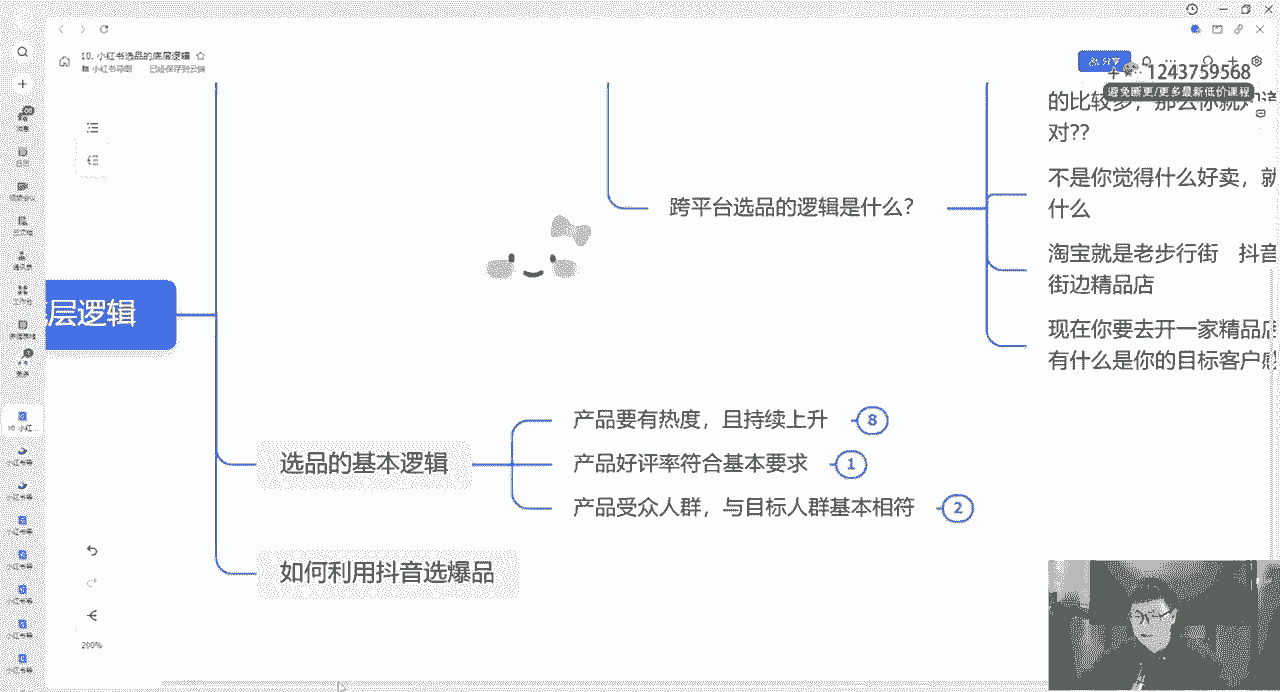 10. 小红书选品的底层逻辑
小红书导师 已经保存到云端
分享
1243759568
避免断更/更多最新低价课程
的比较多，那么你就
对??
不是你觉得什么好卖，就
什么
跨平台选品的逻辑是什么？
淘宝就是老步行街 抖音
街边精品店
层逻辑
现在你要去开一家精品店
有什么是你的目标客户感
产品要有热度，且持续上升 8
选品的基本逻辑
产品好评率符合基本要求 1
产品受众人群，与目标人群基本相符 2
如何利用抖音选爆品
10 小红
200%